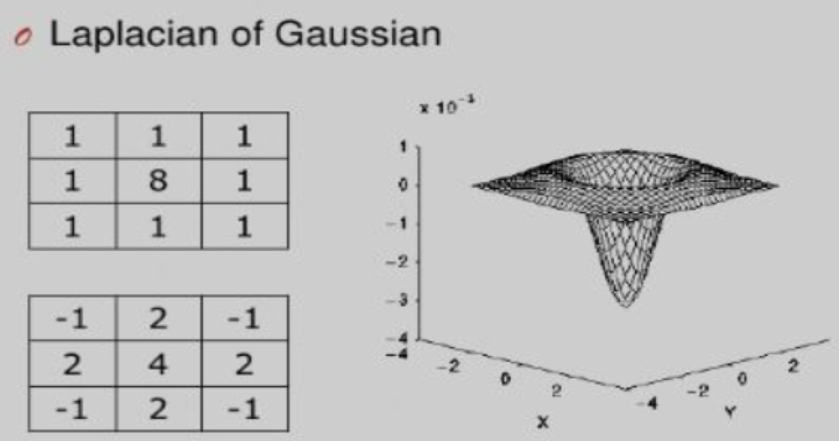 Laplacian of Gaussian
1 1 1
1 8 1
1 1 1
-1 2 -1
2 4 2
-1 2 -1
x 10⁻³
1
0
-1
-2
-3
-4
-4 -2 0 2
X
-4 -2 0 2
Y